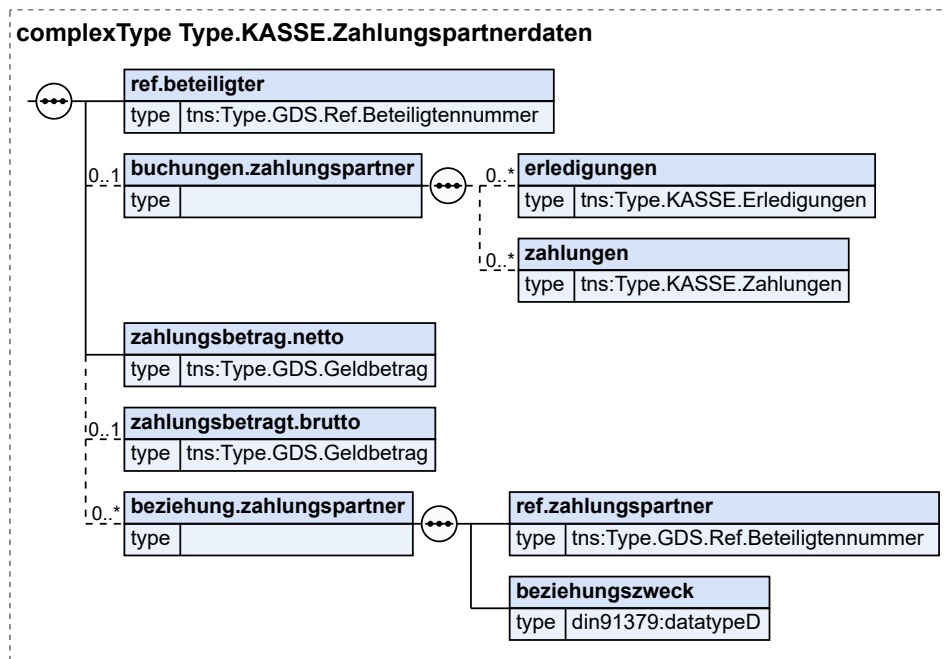 complexType Type.KASSE.Zahlungspartnerdaten
ref.beteiligter
type tns:Type.GDS.Ref.Beteiligtennummer
0..1 buchungen.zahlungspartner
type
0..* erledigungen
type tns:Type.KASSE.Erledigungen
0..* zahlungen
type tns:Type.KASSE.Zahlungen
zahlungsbetrag.netto
type tns:Type.GDS.Geldbetrag
0..1 zahlungsbetragt.brutto
type tns:Type.GDS.Geldbetrag
0..* beziehung.zahlungspartner
type
ref.zahlungspartner
type tns:Type.GDS.Ref.Beteiligtennummer
beziehungszweck
type din91379:datatypeD